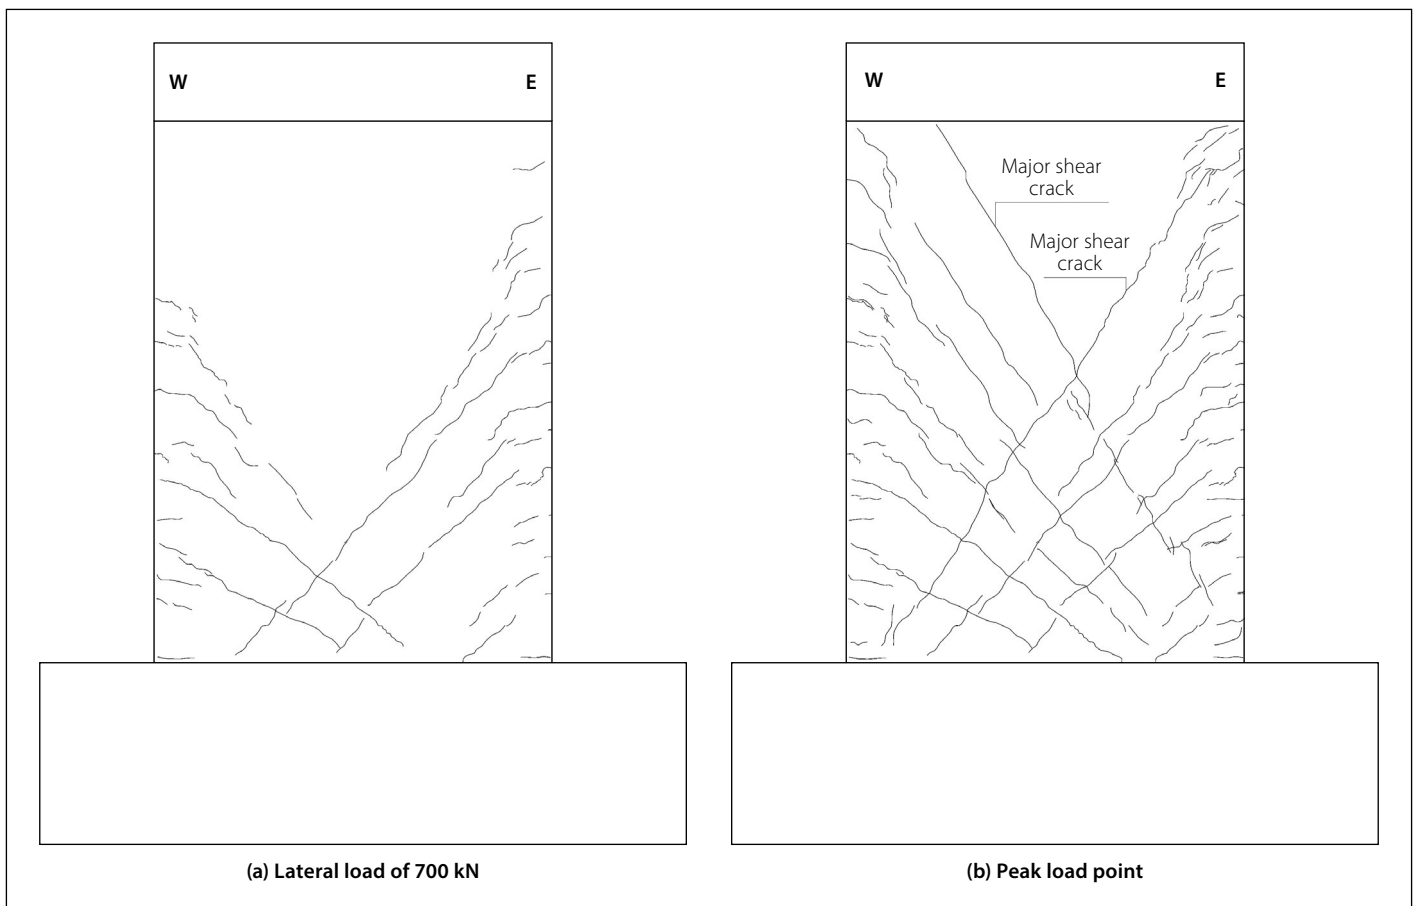 W
E
W
E
Major shear
crack
Major shear
crack
(a) Lateral load of 700 kN
(b) Peak load point